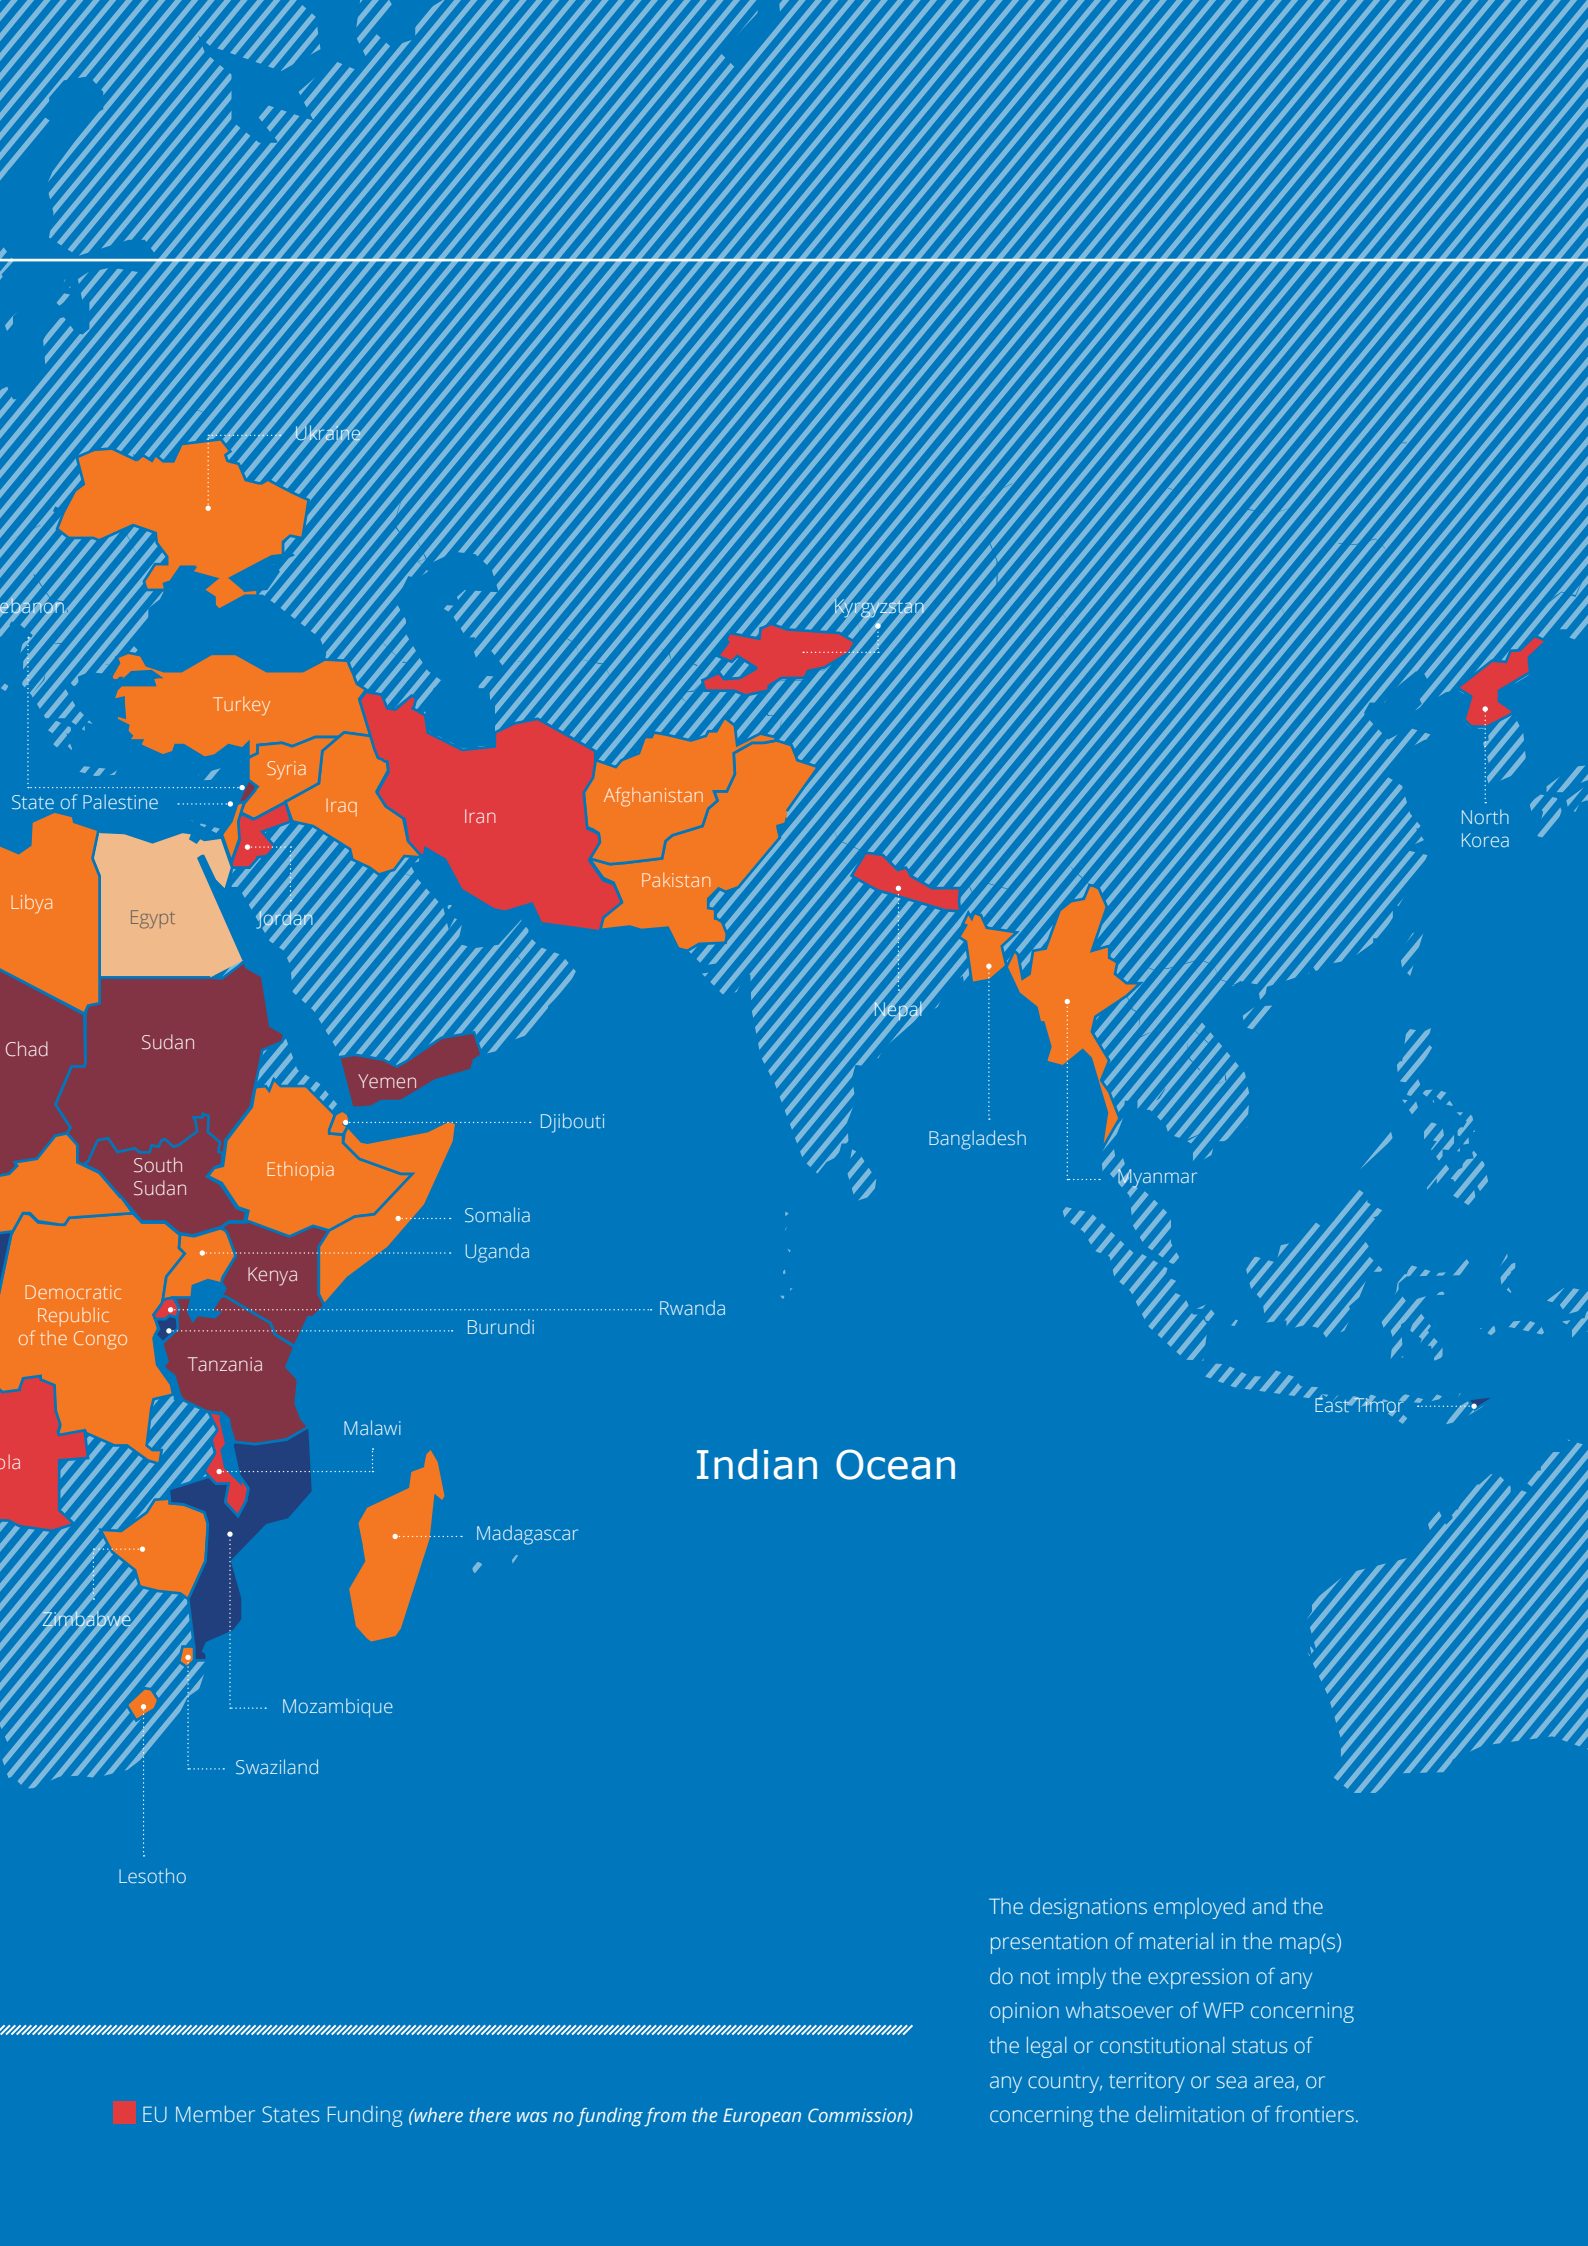 Ukraine
ebanon
Kyrgyzstan
Turkey
Syria
State of Palestine
Iraq
Iran
Afghanistan
North
Korea
Pakistan
Libya
Egypt
Jordan
Nepal
Chad
Sudan
Yemen
Djibouti
Bangladesh
South
Sudan
Ethiopia
Myanmar
Somalia
Uganda
Kenya
Democratic
Republic
of the Congo
Rwanda
Burundi
Tanzania
East Timor
Malawi
ola
Indian Ocean
Madagascar
Zimbabwe
Mozambique
Swaziland
Lesotho
The designations employed and the
presentation of material in the map(s)
do not imply the expression of any
opinion whatsoever of WFP concerning
the legal or constitutional status of
any country, territory or sea area, or
concerning the delimitation of frontiers.
EU Member States Funding (where there was no funding from the European Commission)